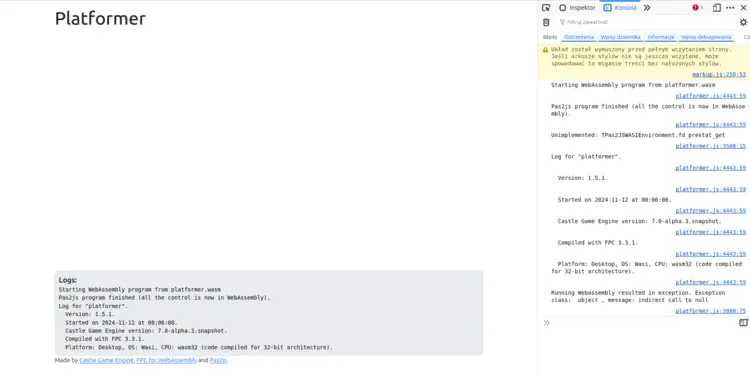 Platformer
Inspektor
Konsola
1
Filtruj zawartość
Błędy
Ostrzeżenia
Wpisy dziennika
Informacje
Wpisy debugowania
CS
Układ został wymuszony przed pełnym wczytaniem strony.
Jeśli arkusze stylów nie są jeszcze wczytane, może
spowodować to miganie treści bez nałożonych stylów.
markup.js:250:53
Starting WebAssembly program from platformer.wasm
platformer.js:4443:59
Pas2js program finished (all the control is now in WebAsse
mbly).
platformer.js:4443:59
Unimplemented: TPas2JSWASIEnvironment.fd_prestat_get
platformer.js:3508:15
Log for "platformer".
platformer.js:4443:59
Version: 1.5.1.
platformer.js:4443:59
Started on 2024-11-12 at 00:06:08.
platformer.js:4443:59
Castle Game Engine version: 7.0-alpha.3.snapshot.
platformer.js:4443:59
Compiled with FPC 3.3.1.
platformer.js:4443:59
Platform: Desktop, OS: Wasi, CPU: wasm32 (code compiled
for 32-bit architecture).
platformer.js:4443:59
Running Webassembly resulted in exception. Exception
class: object , message: indirect call to null
platformer.js:3080:75
Logs:
Starting WebAssembly program from platformer.wasm
Pas2js program finished (all the control is now in Webassembly).
Log for "platformer".
Version: 1.5.1.
Started on 2024-11-12 at 00:06:08.
Castle Game Engine version: 7.0-alpha.3.snapshot.
Compiled with FPC 3.3.1.
Platform: Desktop, OS: Wasi, CPU: wasm32 (code compiled for 32-bit architecture).
Made by Castle Game Engine, FPC for WebAssembly and Pas2js.